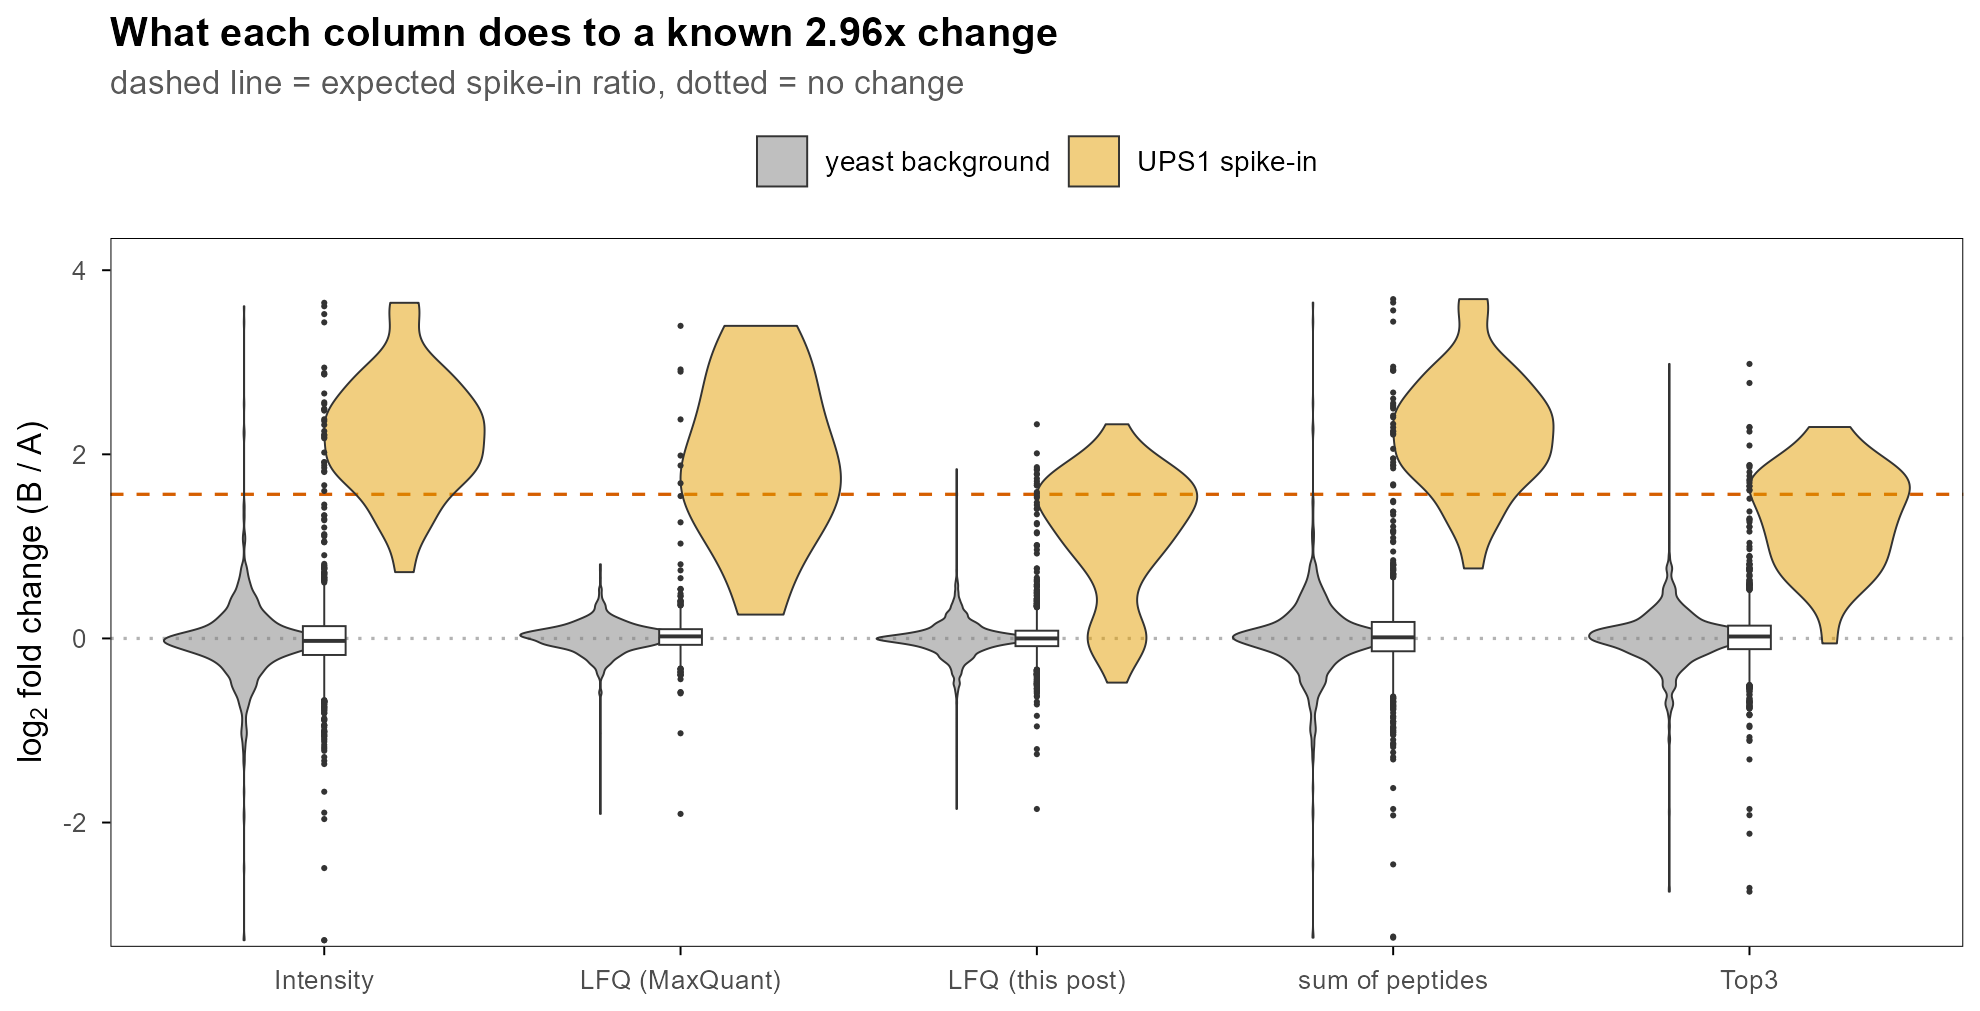 What each column does to a known 2.96x change
dashed line = expected spike-in ratio, dotted = no change
yeast background UPS1 spike-in
log₂ fold change (B / A)
4
2
0
-2
Intensity LFQ (MaxQuant) LFQ (this post) sum of peptides Top3